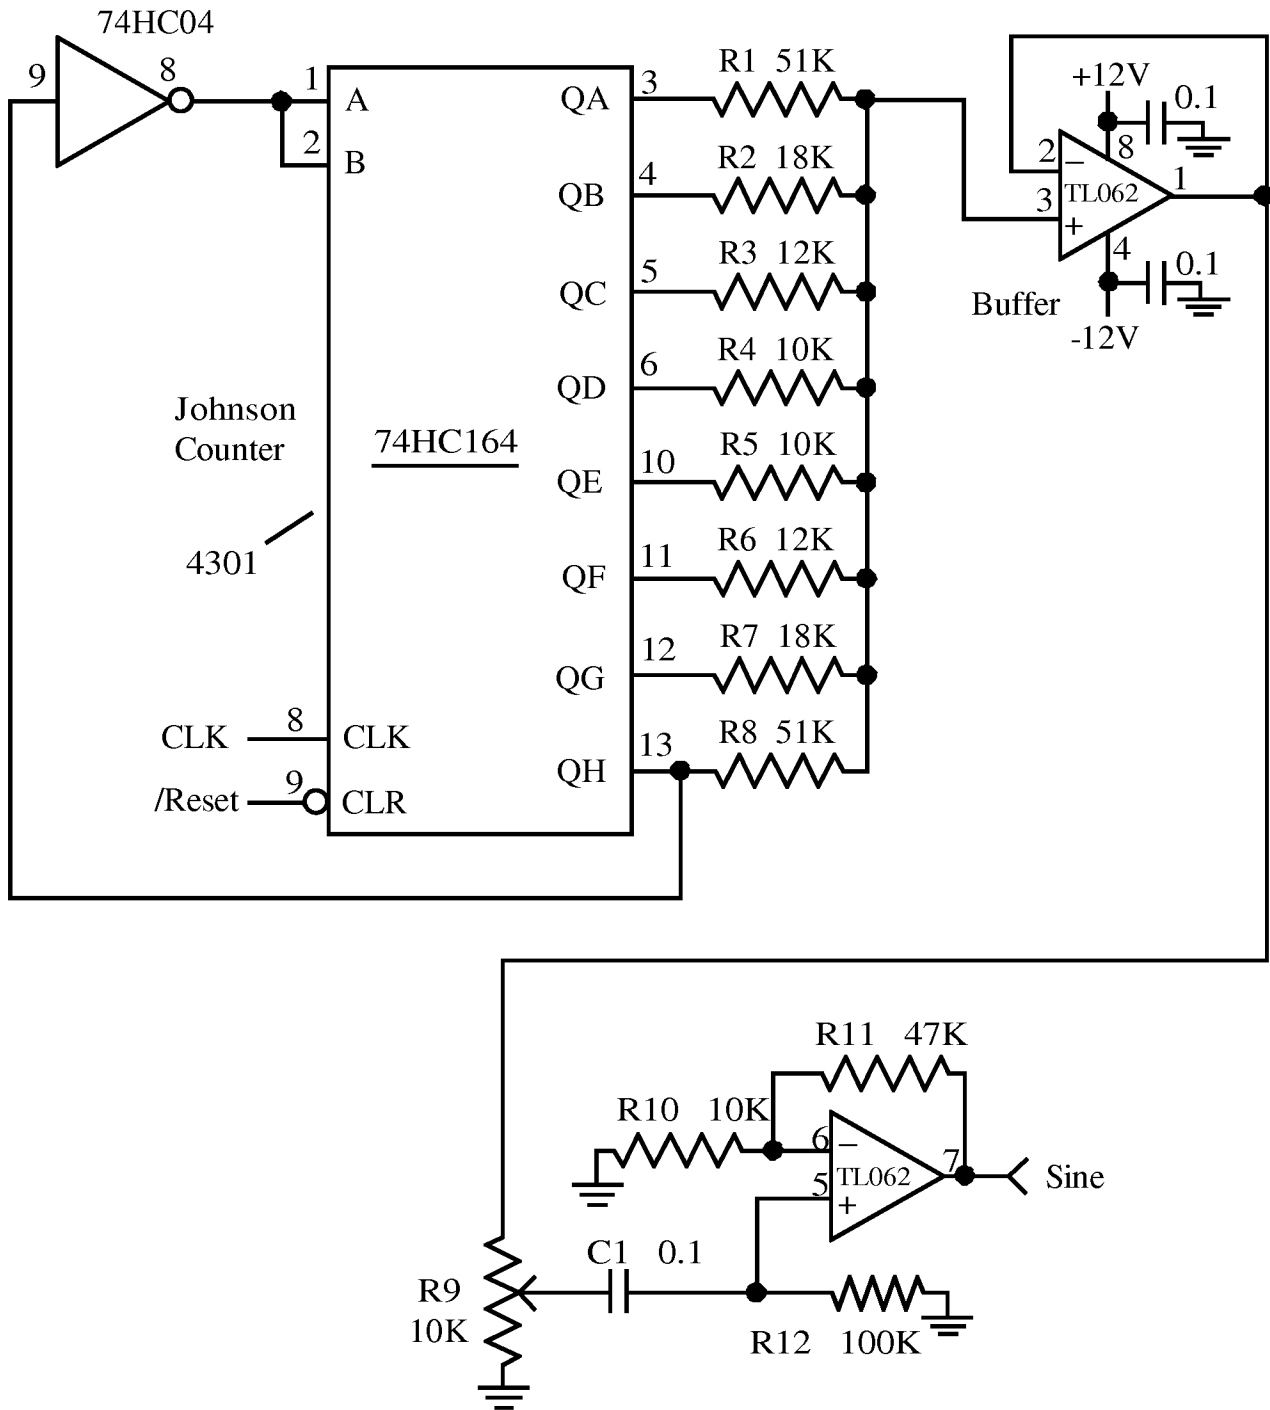 74HC04
9
8
1
A
2
B
QA
3
R1 51K
QB
4
R2 18K
QC
5
R3 12K
QD
6
R4 10K
QE
10
R5 10K
QF
11
R6 12K
QG
12
R7 18K
QH
13
R8 51K
Johnson
Counter
74HC164
4301
CLK
8
CLK
/Reset
9
CLR
+12V
0.1
8
2
−
TL062
1
3
+
4
0.1
Buffer
-12V
R11 47K
R10 10K
6
−
TL062
7
Sine
5
+
C1 0.1
R9
10K
R12 100K